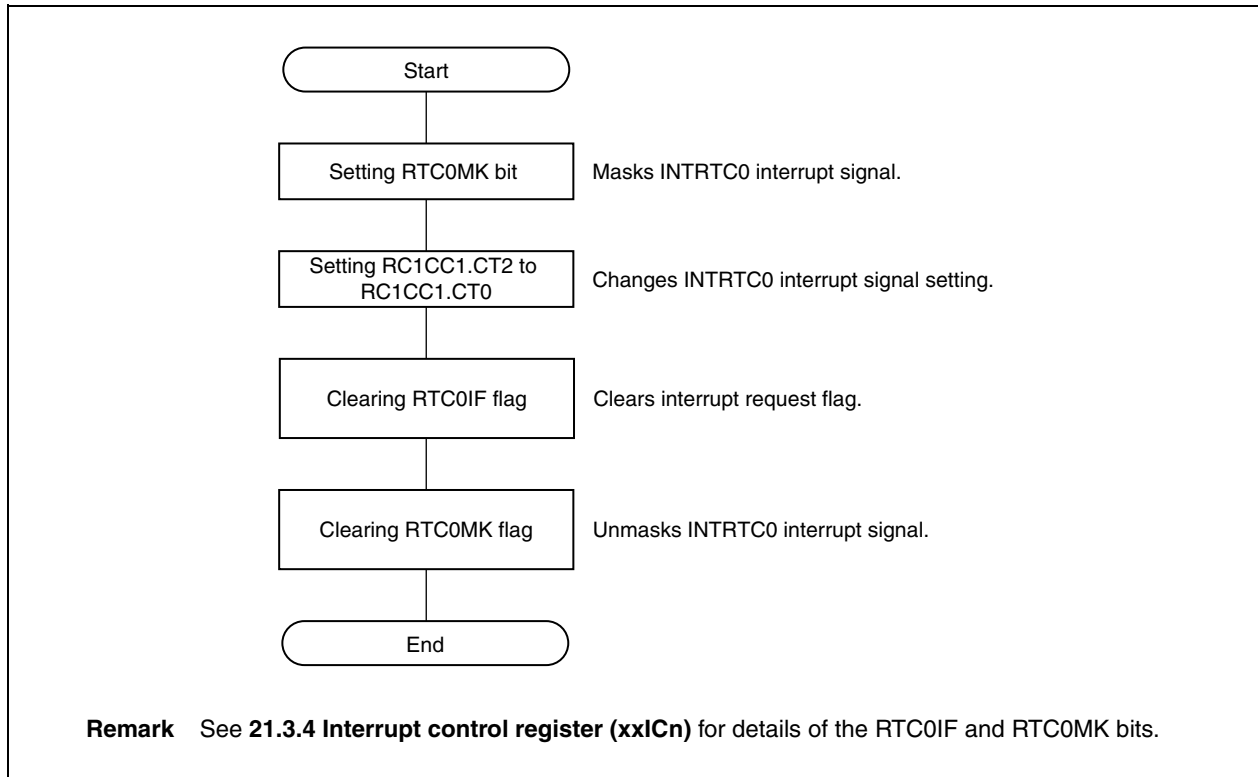 Start
Setting RTC0MK bit
Masks INTRTC0 interrupt signal.
Setting RC1CC1.CT2 to
RC1CC1.CT0
Changes INTRTC0 interrupt signal setting.
Clearing RTC0IF flag
Clears interrupt request flag.
Clearing RTC0MK flag
Unmasks INTRTC0 interrupt signal.
End
Remark See 21.3.4 Interrupt control register (xxICn) for details of the RTC0IF and RTC0MK bits.